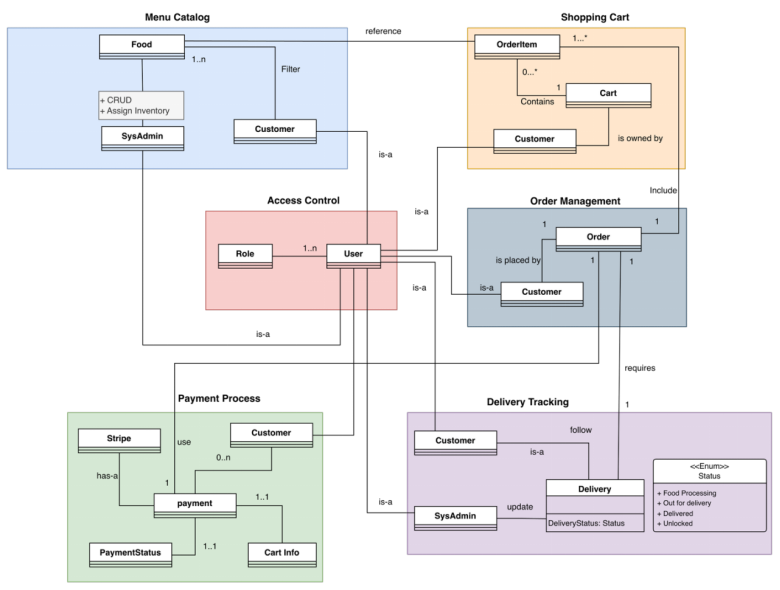 Menu Catalog
Shopping Cart
Food
reference
OrderItem
1...*
1..n
Filter
0...*
+ CRUD
+ Assign Inventory
1
Cart
Contains
SysAdmin
Customer
Customer
is owned by
is-a
Include
Access Control
Order Management
is-a
1
1
Order
Role
1..n
User
is placed by
1
1
is-a
is-a
Customer
is-a
requires
Payment Process
Delivery Tracking
1
Stripe
use
Customer
Customer
follow
is-a
0..n
<<Enum>>
Status
has-a
1
payment
1..1
is-a
SysAdmin
update
Delivery
DeliveryStatus: Status
+ Food Processing
+ Out for delivery
+ Delivered
+ Unlocked
PaymentStatus
1..1
Cart Info